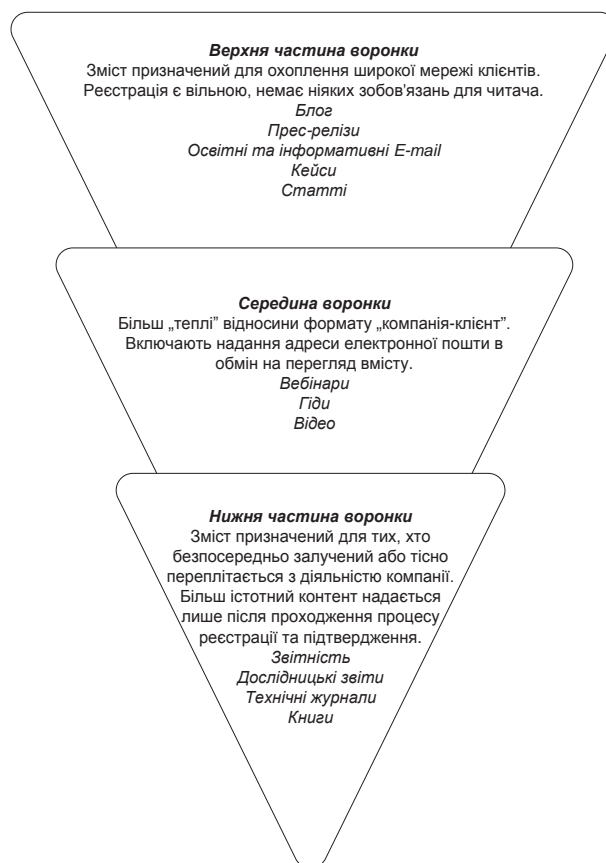 Верхня частина воронки
Зміст призначений для охоплення широкої мережі клієнтів.
Реєстрація є вільною, немає ніяких зобов’язань для читача.
Блог
Прес-релізи
Освітні та інформативні E-mail
Кейси
Статті
Середина воронки
Більш „теплі” відносини формату „компанія-клієнт”.
Включають надання адреси електронної пошти в
обмін на перегляд вмісту.
Вебінари
Гіди
Відео
Нижня частина воронки
Зміст призначений для тих, хто
безпосередньо залучений або тісно
переплітається з діяльністю компанії.
Більш істотний контент надається
лише після проходження процесу
реєстрації та підтвердження.
Звітність
Дослідницькі звіти
Технічні журнали
Книги